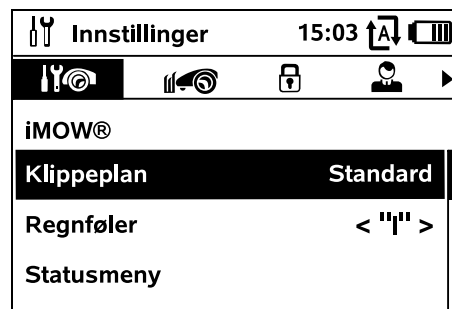 Innstillinger 15:03
iMOW®
Klippeplan Standard
Regnføler < "|" >
Statusmeny